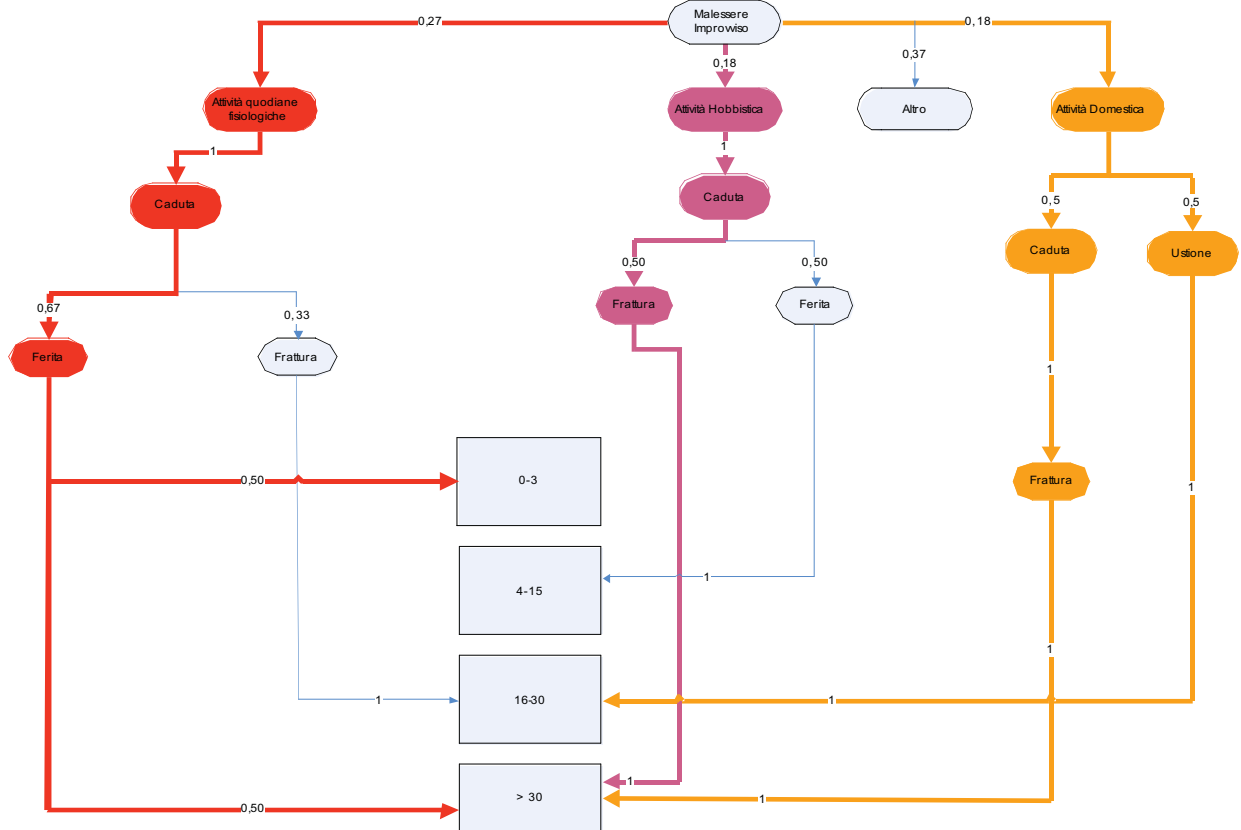 Malessere
Improvviso
0,27
0,18
0,18
0,37
Attività quodiane
fisiologiche
Attività Hobbistica
Altro
Attività Domestica
1
1
Caduta
Caduta
0,5
0,5
Caduta
Ustione
0,67
0,33
0,50
0,50
Frattura
Ferita
Ferita
Frattura
1
0,50
0-3
Frattura
1
4-15
1
1
1
16-30
1
0,50
> 30
1
1